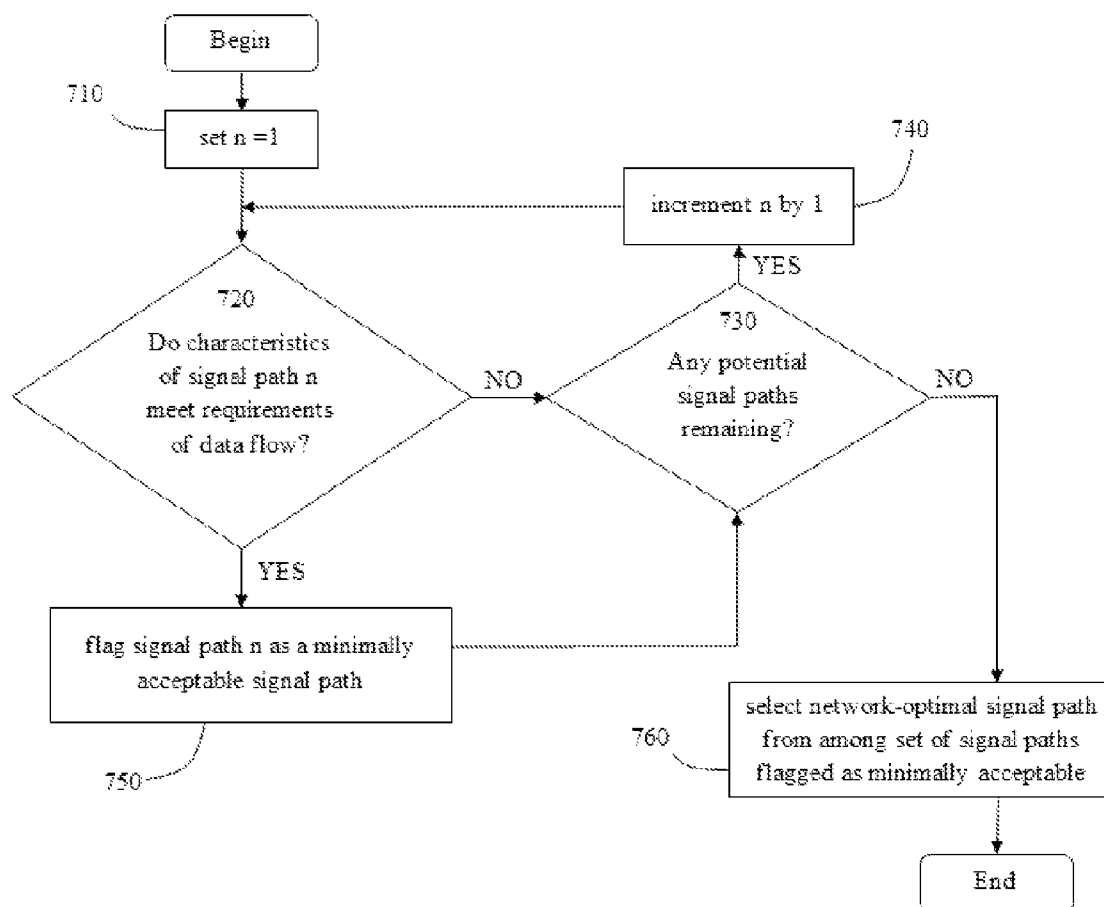 Begin
710
set n =1
740
increment n by 1
YES
720
Do characteristics
of signal path n
meet requirements
of data flow?
NO
730
Any potential
signal paths
remaining?
NO
YES
flag signal path n as a minimally
acceptable signal path
750
select network-optimal signal path
from among set of signal paths
flagged as minimally acceptable
760
End